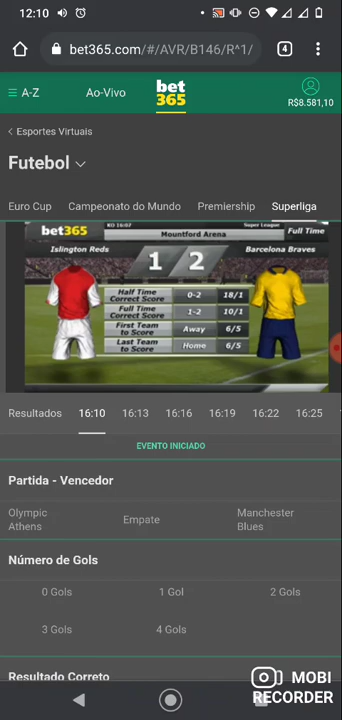 12:10
4
bet365.com/#/AVR/B146/R^1/
A-Z
Ao-Vivo
bet
365
R$8.581,10
Esportes Virtuais
Futebol
Euro Cup
Campeonato do Mundo
Premiership
Superliga
bet365
KO 16:07
Mountford Arena
Super League
Full Time
Islington Reds
1 2
Barcelona Braves
Half Time Correct Score 0-2 18/1
Full Time Correct Score 1-2 10/1
First Team to Score Away 6/5
Last Team to Score Home 6/5
Resultados 16:10 16:13 16:16 16:19 16:22 16:25
EVENTO INICIADO
Partida - Vencedor
Olympic Athens
Empate
Manchester Blues
Número de Gols
0 Gols 1 Gol 2 Gols
3 Gols 4 Gols
Resultado Correto
MOBI
RECORDER